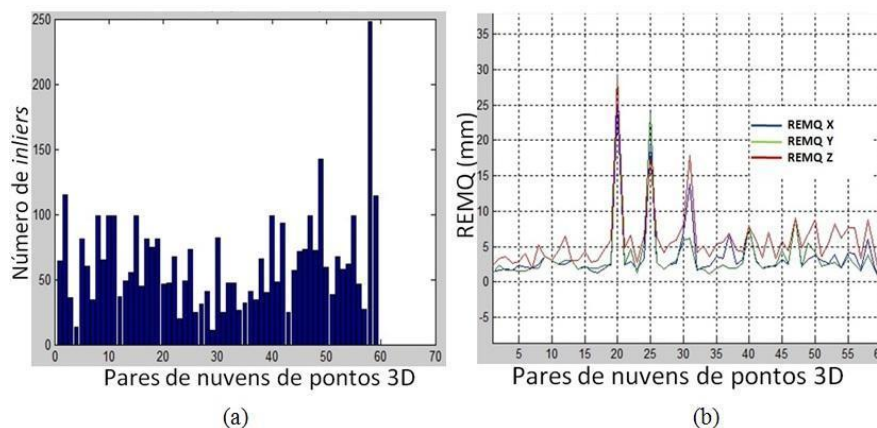 250
200
150
100
50
0
Número de inliers
0 10 20 30 40 50 60 70
Pares de nuvens de pontos 3D
(a)
35
30
25
20
15
10
5
0
-5
REMQ (mm)
REMQ X
REMQ Y
REMQ Z
5 10 15 20 25 30 35 40 45 50 55 6
Pares de nuvens de pontos 3D
(b)